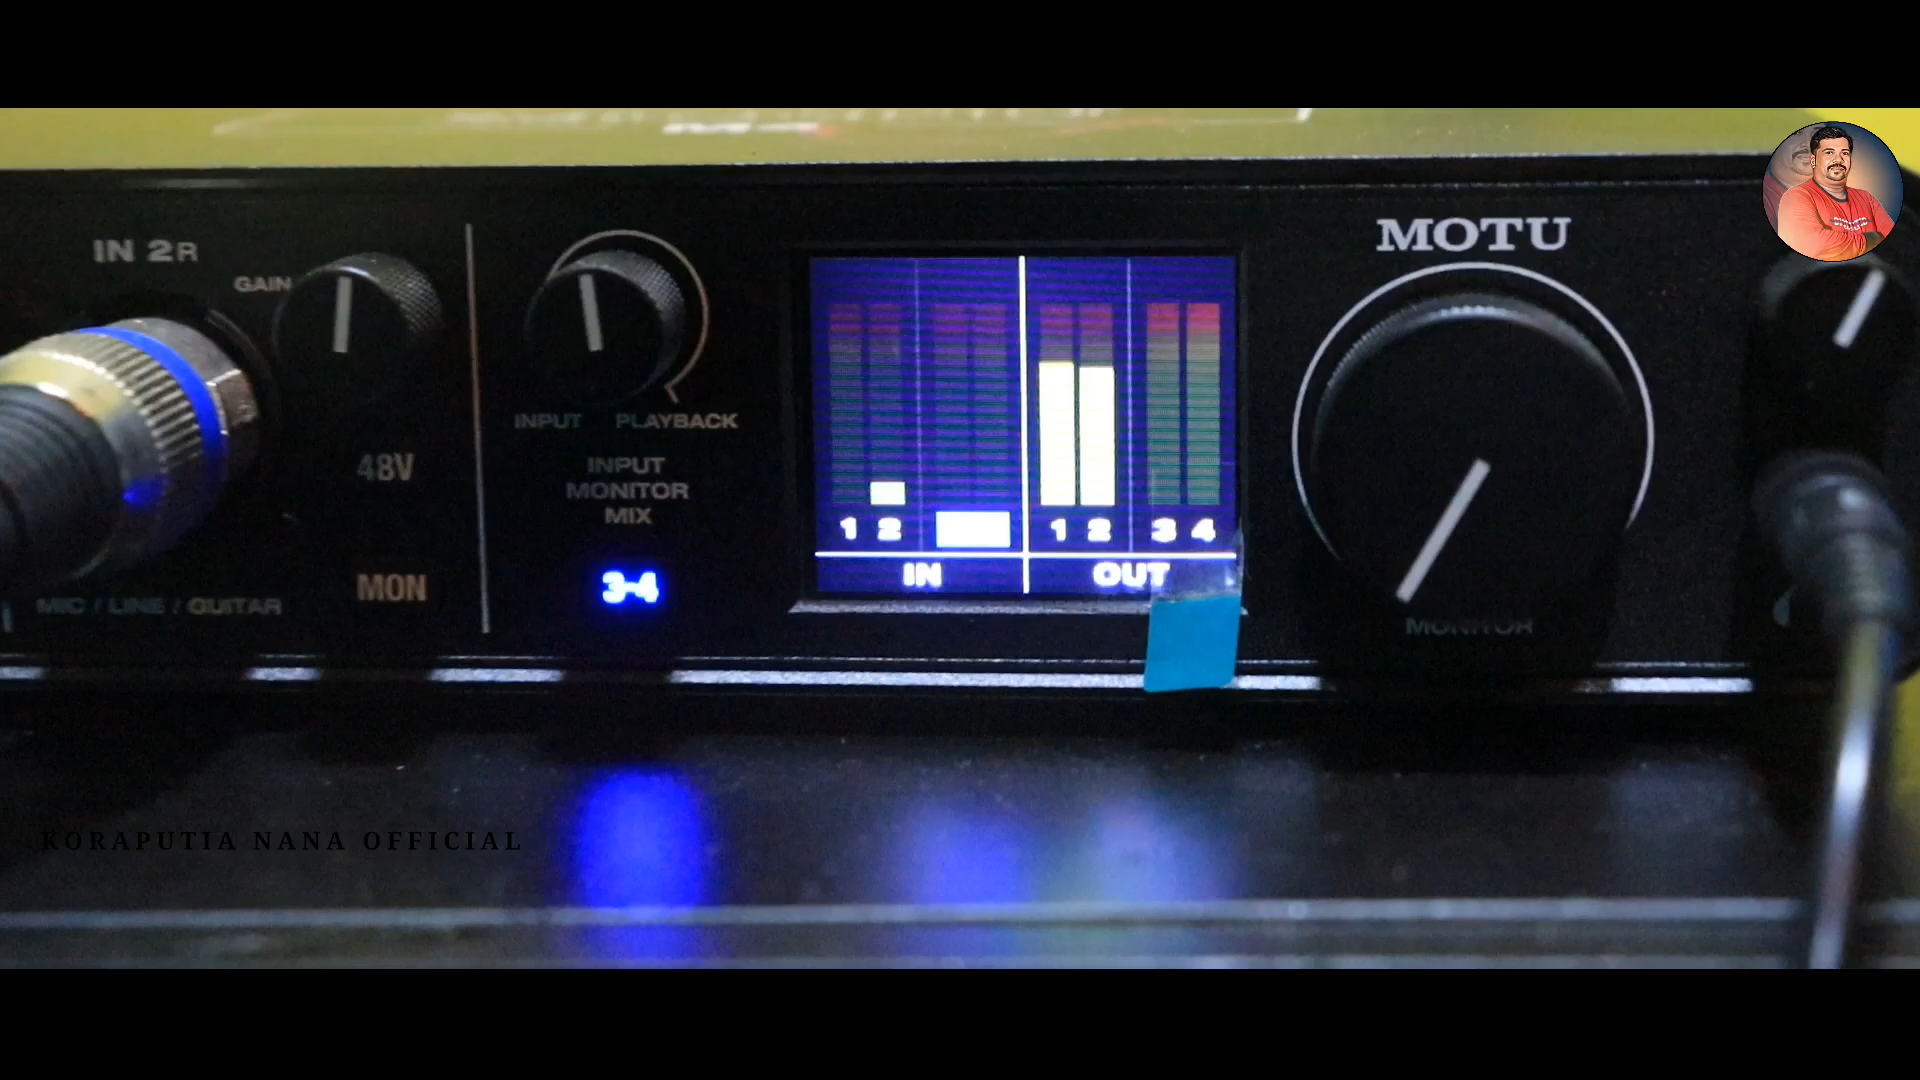 IN 2R
GAIN
48V
MON
MIC / LINE / GUITAR
INPUT PLAYBACK
INPUT
MONITOR
MIX
3-4
1 2
1 2 3 4
IN OUT
MOTU
MONITOR
KORAPUTIA NANA OFFICIAL